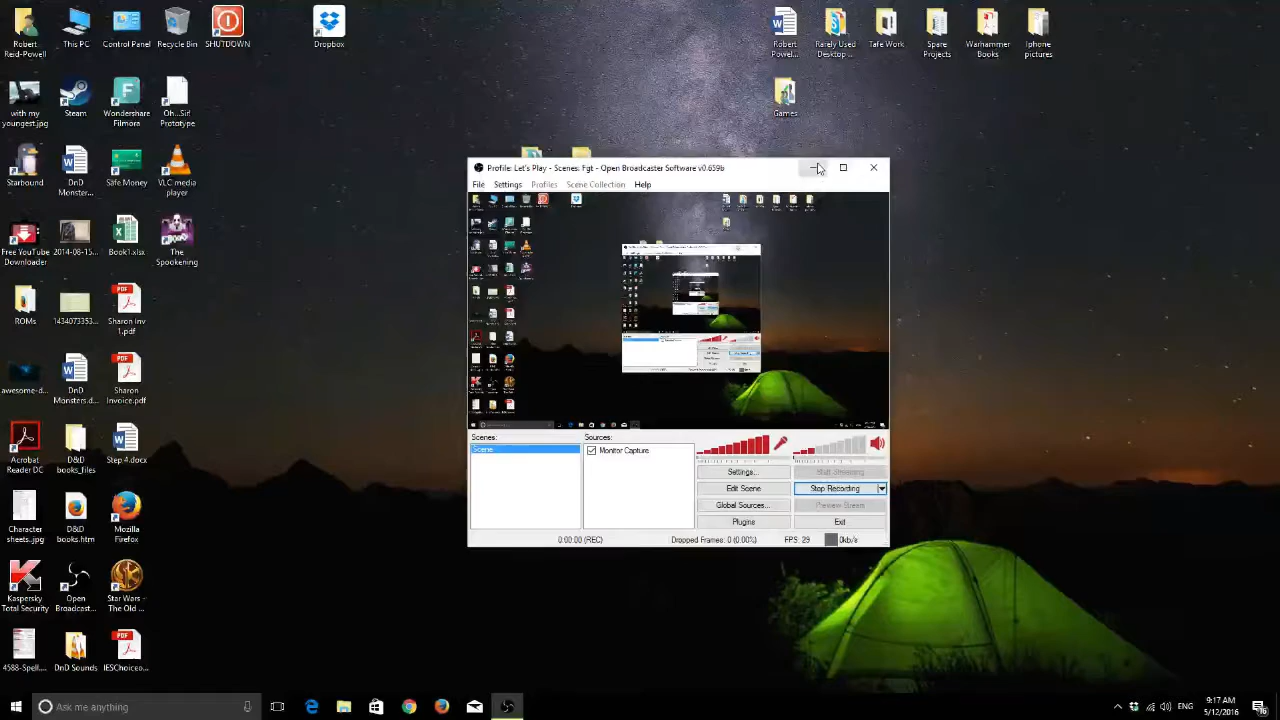 Robert
Reid-Powell
This PC
Control Panel
Recycle Bin
SHUTDOWN
Dropbox
Robert
Powel...
Rarely Used
Desktop ...
Tafe Work
Spare
Projects
Warhammer
Books
Iphone
pictures
with my
youngest.jpg
Steam
Wondershare
Filmora
Oh...Sir!
Prototype
Games
Starbound
DnD
Monster...
Safe Money
VLC media
player
Free YouTube
Downloader
2014-08-15...
Book1.xlsx
The
Spookening
Profile: Let's Play - Scenes: Fgt - Open Broadcaster Software v0.659b
File Settings Profiles Scene Collection Help
Sharon inv
1.pdf
awesome-d...
DnD
Monters.d...
Sharon
Invoice.pdf
Acrobat
Reader DC
D&D
books_files
Step 4.docx
Scenes:
Scene
Sources:
Monitor Capture
Settings...
Start Streaming
Edit Scene
Stop Recording
Global Sources...
Preview Stream
Plugins
Exit
0:00:00 (REC)
Dropped Frames: 0 (0.00%)
FPS: 29
0kb/s
Character
sheets.jpg
D&D
books.htm
Mozilla
Firefox
Kaspersky
Total Security
Open
Broadcast...
Star Wars -
The Old ...
4588-Spell...
DnD Sounds
IESChoiceo...
Ask me anything
ENG
9:17 AM
5/12/2016